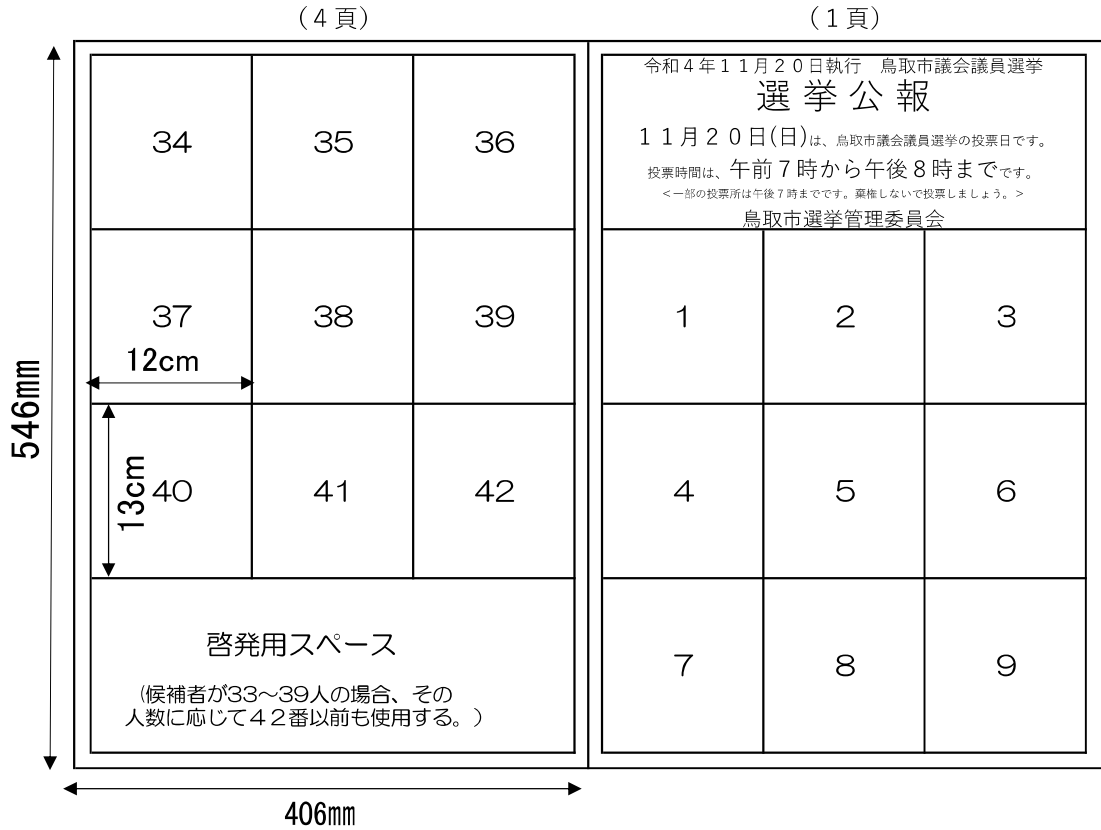 （４頁）
34
35
36
37
38
39
12cm
40
41
42
13cm
546mm
啓発用スペース
（候補者が33～39人の場合、その
人数に応じて４２番以前も使用する。）
406mm
（１頁）
令和４年１１月２０日執行　鳥取市議会議員選挙
選挙公報
１１月２０日(日)は、鳥取市議会議員選挙の投票日です。
投票時間は、午前７時から午後８時までです。
＜一部の投票所は午後７時までです。棄権しないで投票しましょう。＞
鳥取市選挙管理委員会
1
2
3
4
5
6
7
8
9